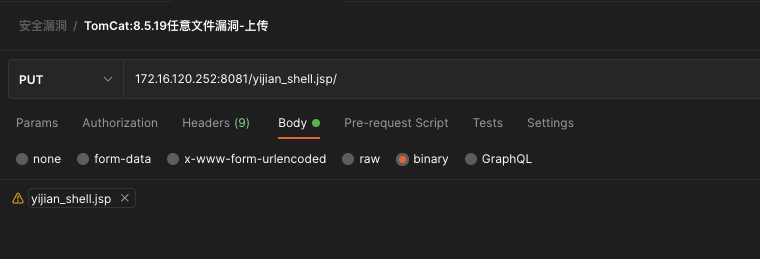 安全漏洞 / TomCat:8.5.19任意文件漏洞-上传
PUT 172.16.120.252:8081/yijian_shell.jsp/
Params Authorization Headers (9) Body Pre-request Script Tests Settings
none form-data x-www-form-urlencoded raw binary GraphQL
yijian_shell.jsp